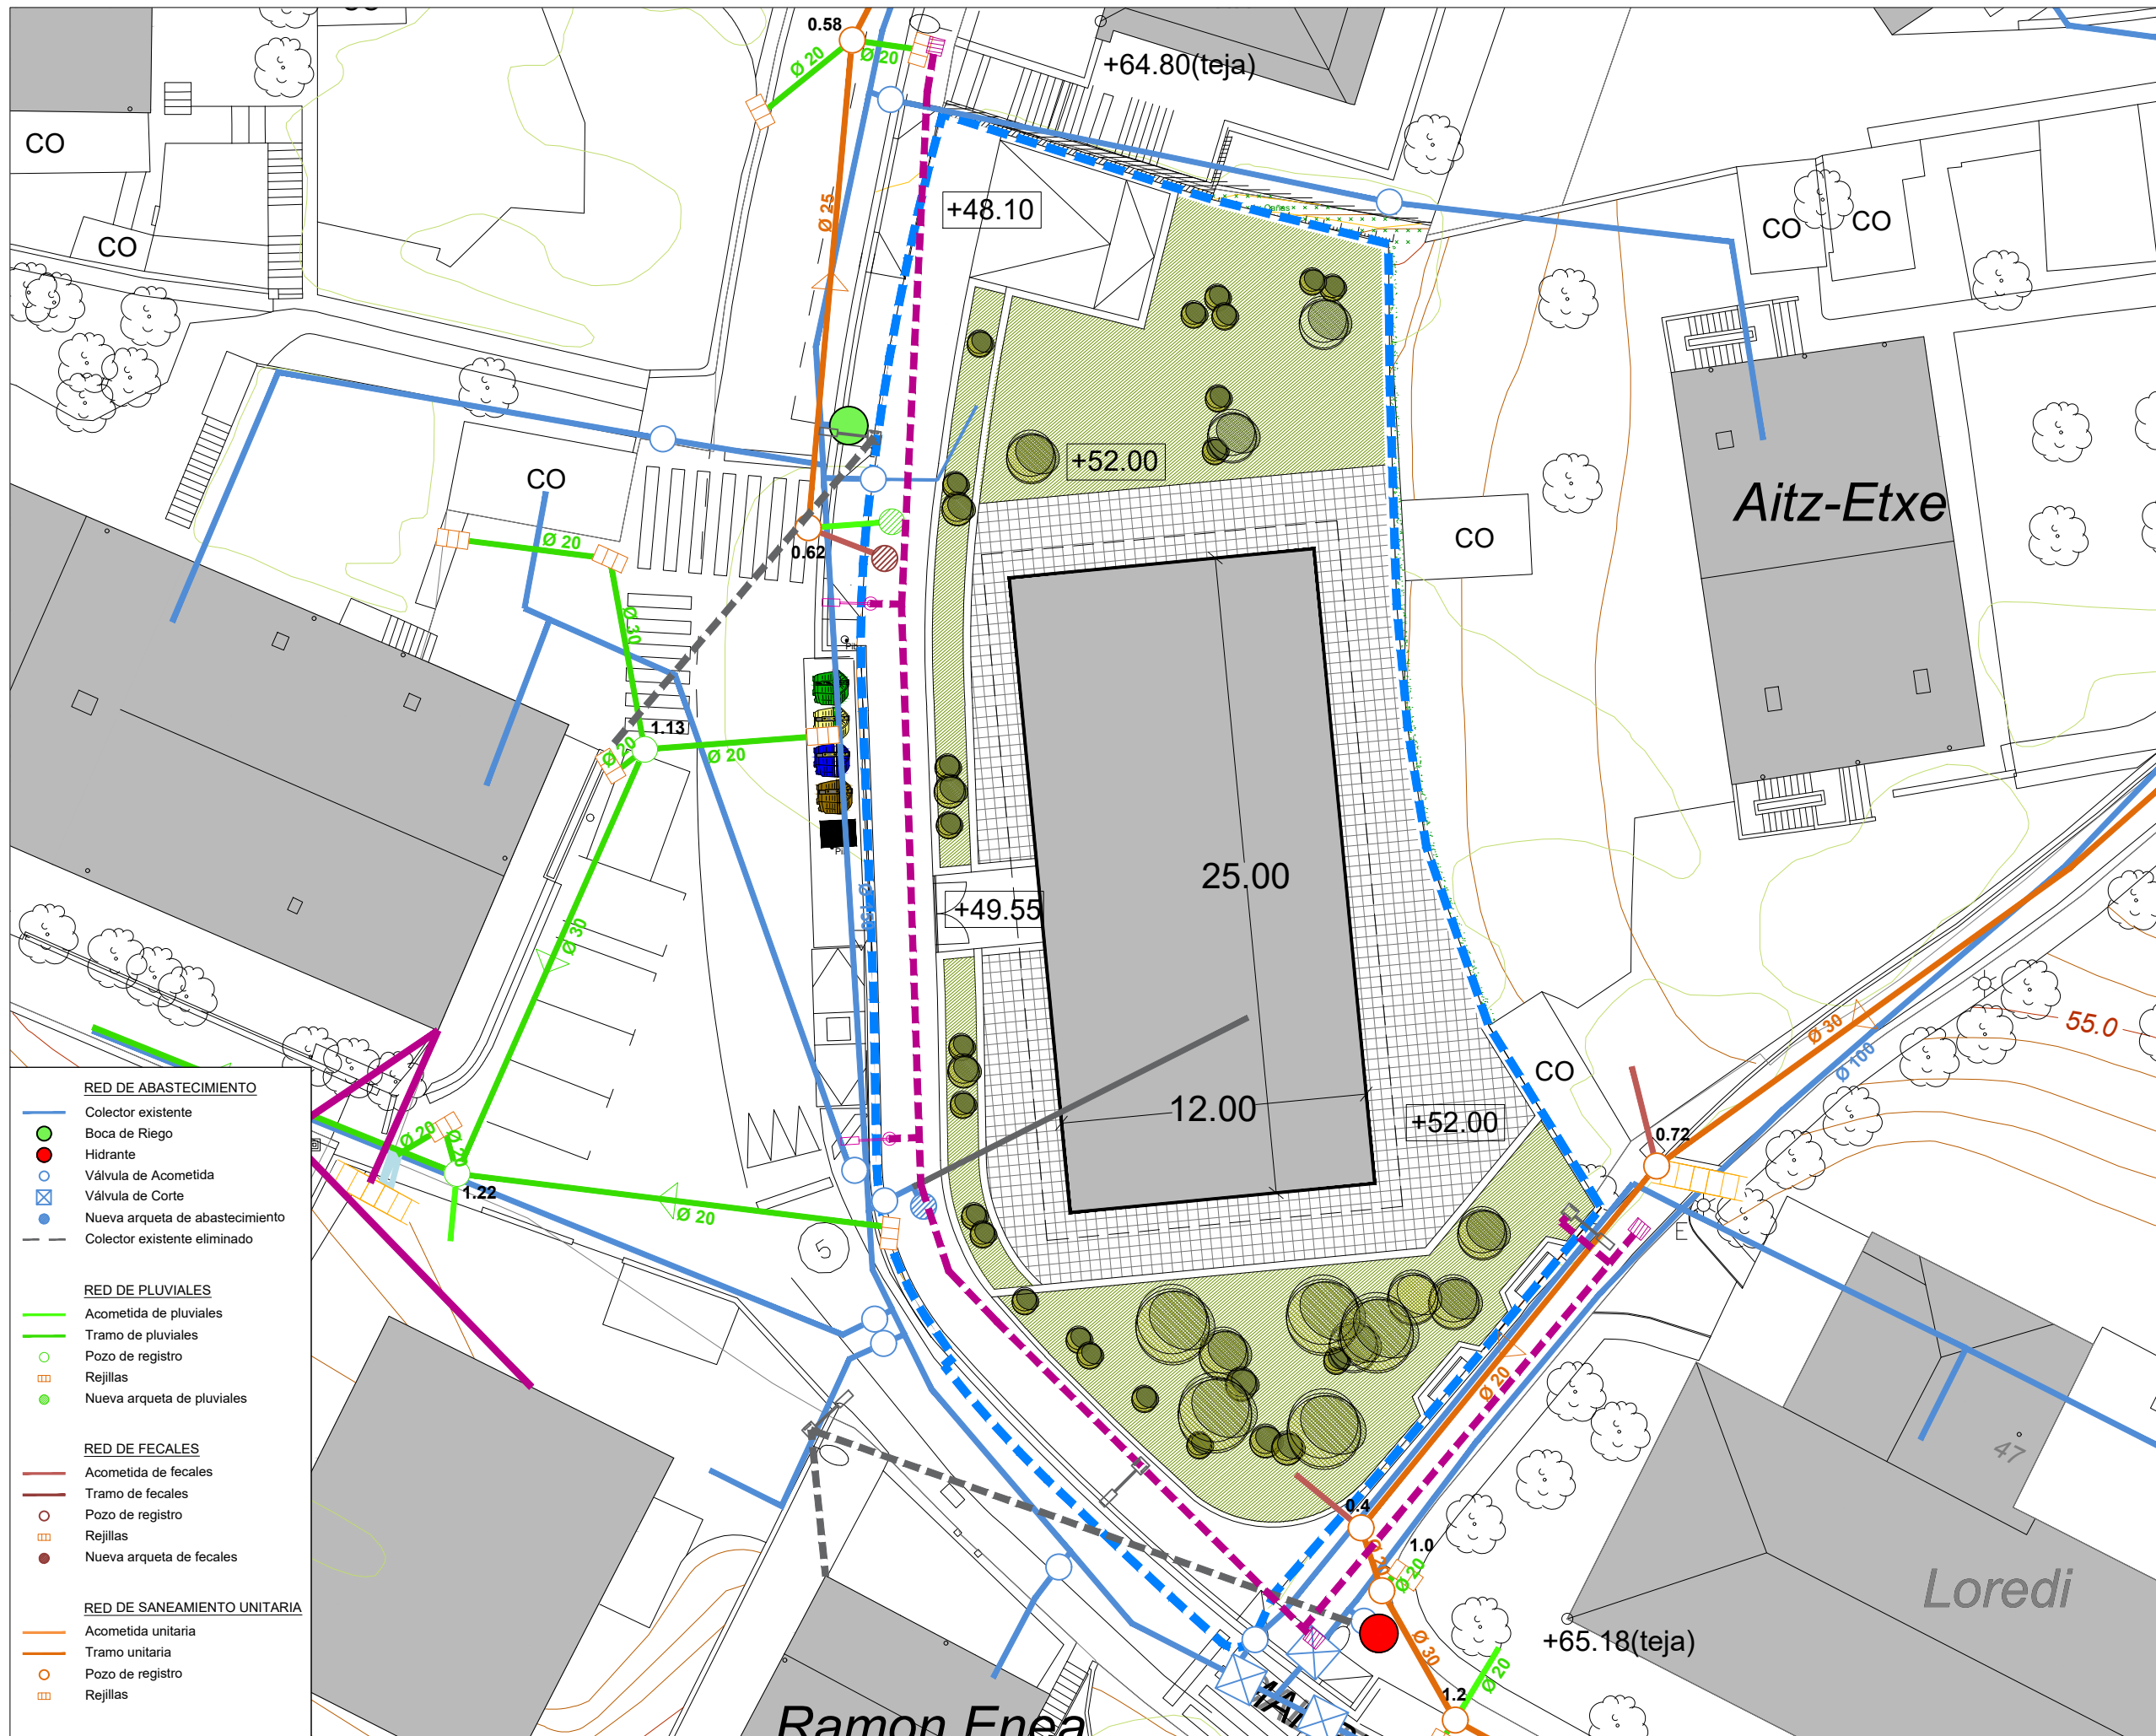 0.58
Ø 20
Ø 20
+64.80(teja)
CO
+48.10
Ø 25
Cañas
CO
CO
CO
+52.00
CO
Aitz-Etxe
CO
Ø 20
0.62
Ø 30
1.13
Ø 20
Ø 20
25.00
+49.55
Ø 150
Ø 30
55.0
Ø 30
Ø 100
CO
12.00
+52.00
0.72
Ø 20
Ø 20
1.22
Ø 20
5
E
47
Ø 20
0.4
1.0
Ø 20
Ø 20
Loredi
+65.18(teja)
Ø 30
Ø 20
1.2
Ramon Enea
RED DE ABASTECIMIENTO
Colector existente
Boca de Riego
Hidrante
Válvula de Acometida
Válvula de Corte
Nueva arqueta de abastecimiento
Colector existente eliminado
RED DE PLUVIALES
Acometida de pluviales
Tramo de pluviales
Pozo de registro
Rejillas
Nueva arqueta de pluviales
RED DE FECALES
Acometida de fecales
Tramo de fecales
Pozo de registro
Rejillas
Nueva arqueta de fecales
RED DE SANEAMIENTO UNITARIA
Acometida unitaria
Tramo unitaria
Pozo de registro
Rejillas